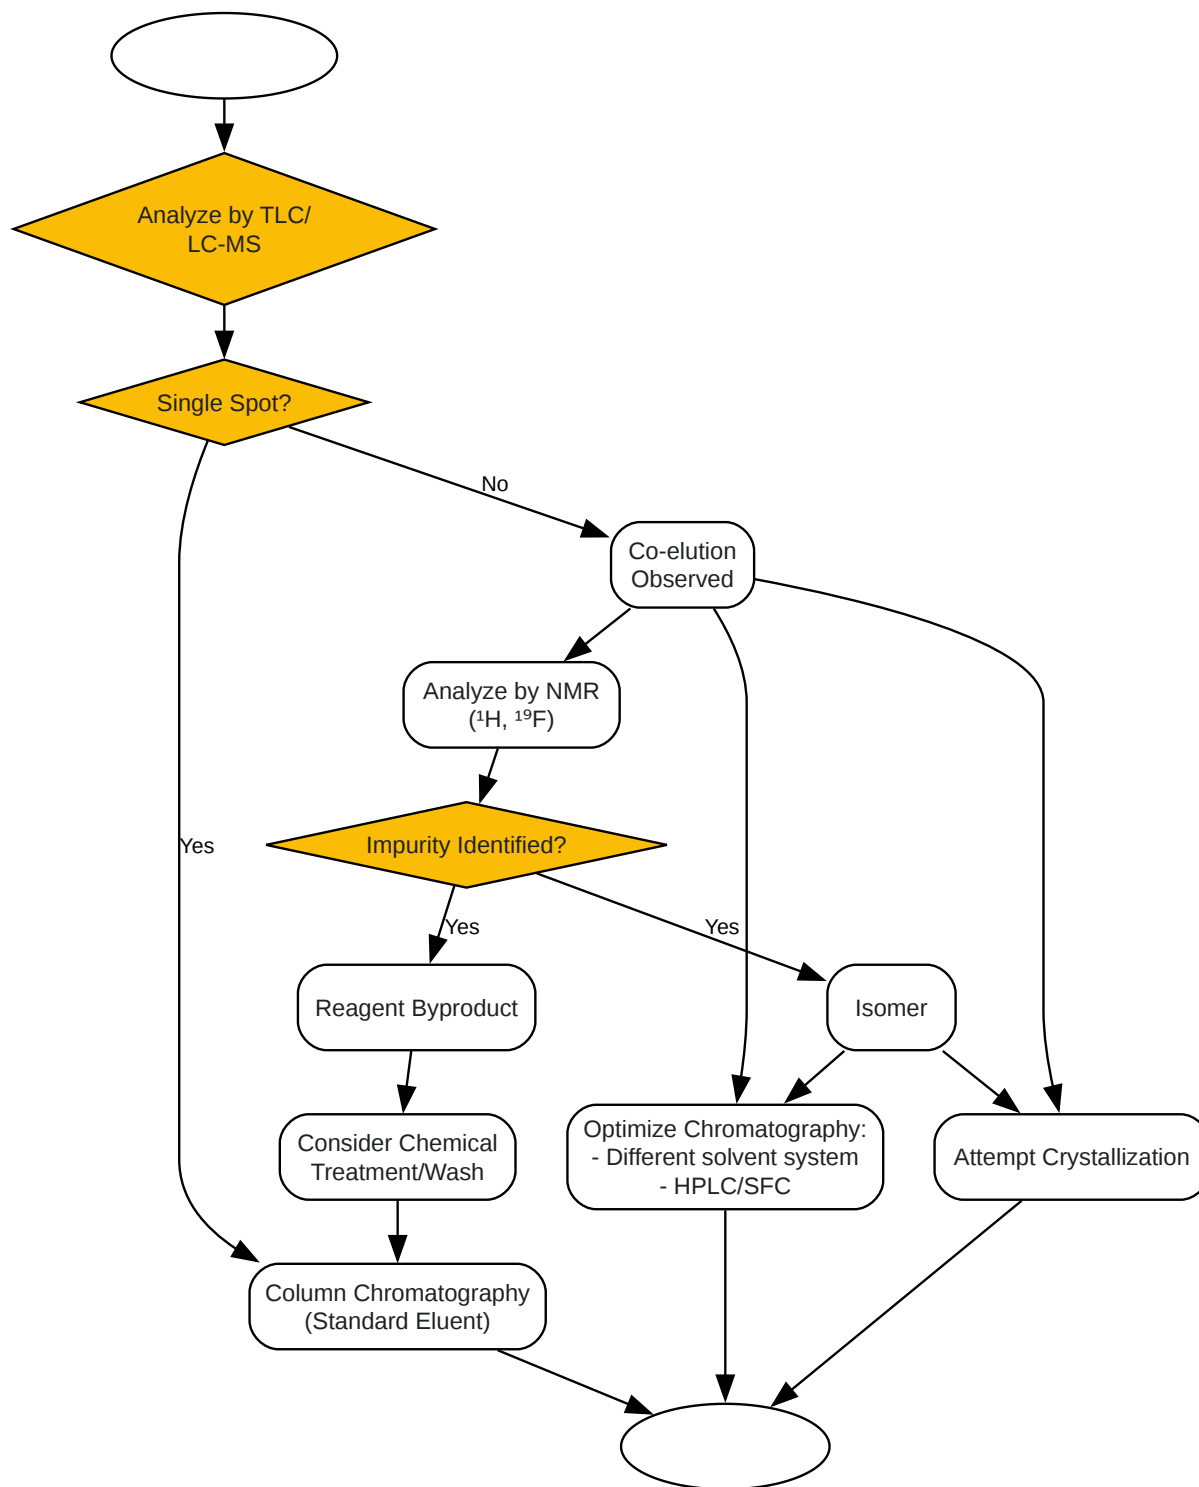 Analyze by TLC/
LC-MS
Single Spot?
No
Co-elution
Observed
Analyze by NMR
(¹H, ¹⁹F)
Yes
Impurity Identified?
Yes
Yes
Reagent Byproduct
Isomer
Consider Chemical
Treatment/Wash
Optimize Chromatography:
- Different solvent system
- HPLC/SFC
Attempt Crystallization
Column Chromatography
(Standard Eluent)